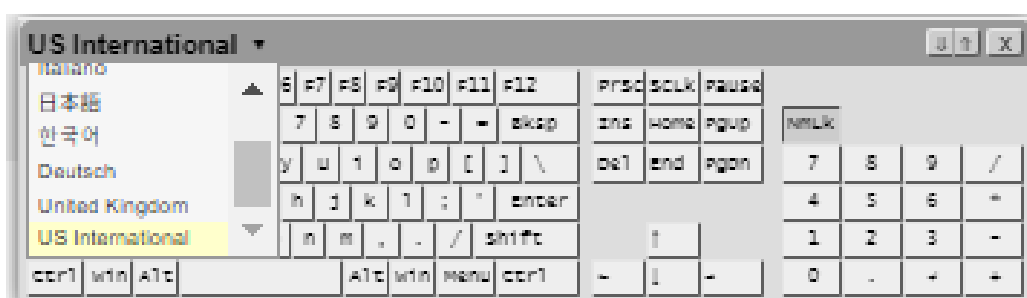 US International ▼ ⇓ ⇑ X
Italiano
日本語
한국어
Deutsch
United Kingdom
US International
6 F7 F8 F9 F10 F11 F12 PrSc SCLk Pause
7 8 9 0 - = Bksp Ins Home PgUp NmLk
y u i o p [ ] \ Del End PgDn 7 8 9 /
h j k l ; ' Enter 4 5 6 *
n m , . / Shift ↑ 1 2 3 -
Ctrl Win Alt Alt Win Menu Ctrl ← ↓ → 0 . +